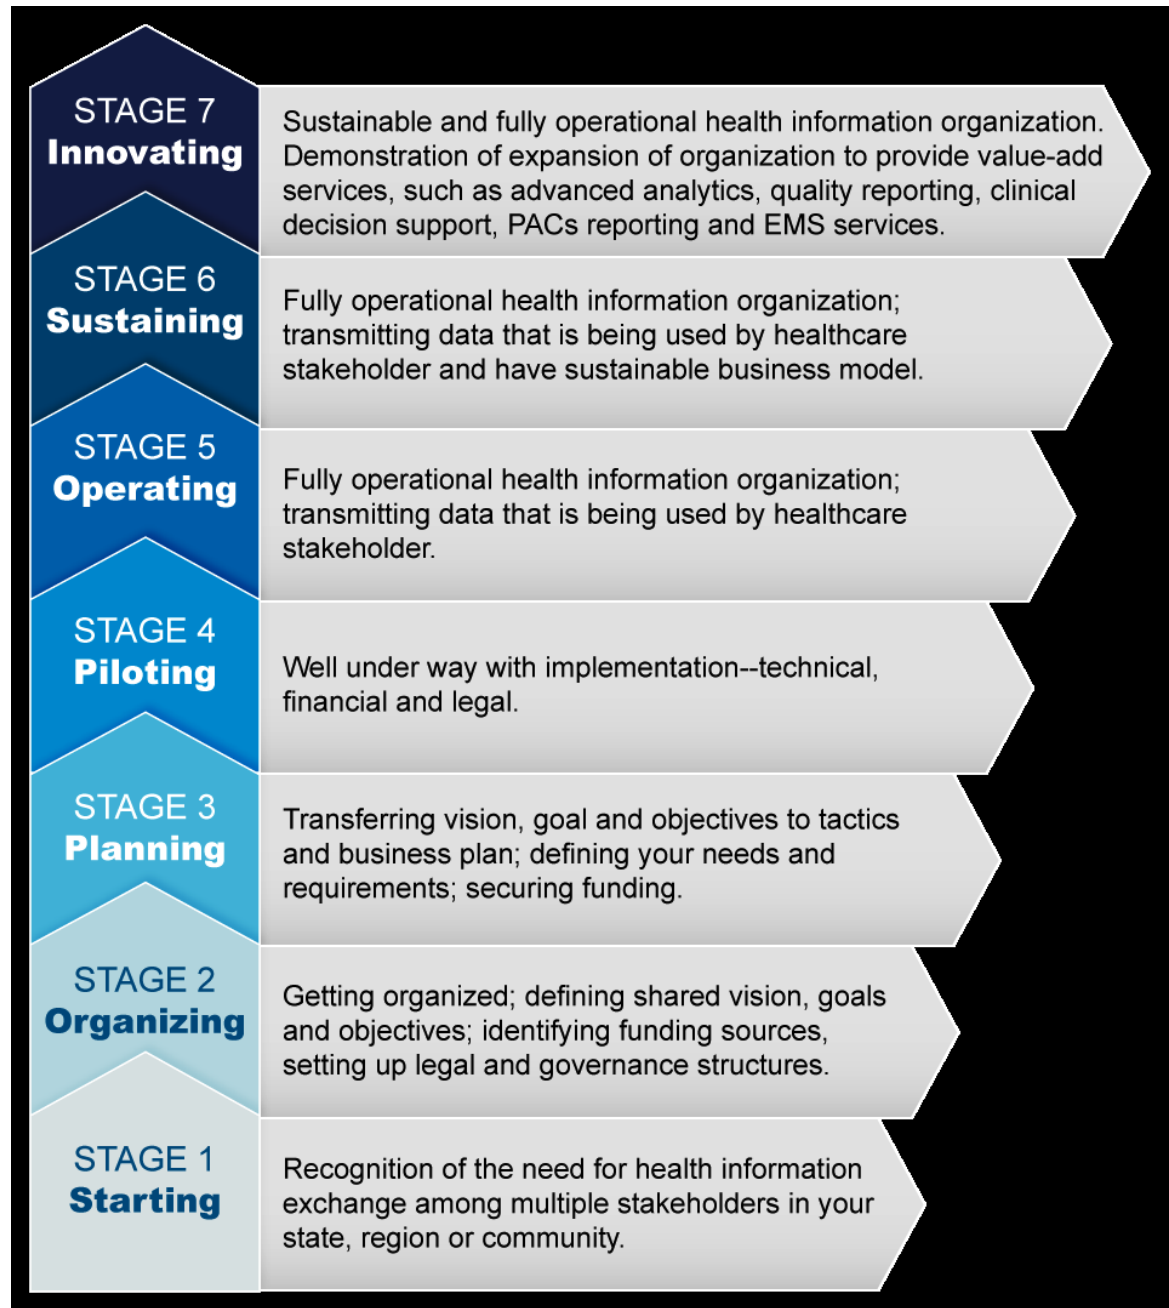 STAGE 7
Innovating
Sustainable and fully operational health information organization.
Demonstration of expansion of organization to provide value-add
services, such as advanced analytics, quality reporting, clinical
decision support, PACs reporting and EMS services.
STAGE 6
Sustaining
Fully operational health information organization;
transmitting data that is being used by healthcare
stakeholder and have sustainable business model.
STAGE 5
Operating
Fully operational health information organization;
transmitting data that is being used by healthcare
stakeholder.
STAGE 4
Piloting
Well under way with implementation--technical,
financial and legal.
STAGE 3
Planning
Transferring vision, goal and objectives to tactics
and business plan; defining your needs and
requirements; securing funding.
STAGE 2
Organizing
Getting organized; defining shared vision, goals
and objectives; identifying funding sources,
setting up legal and governance structures.
STAGE 1
Starting
Recognition of the need for health information
exchange among multiple stakeholders in your
state, region or community.